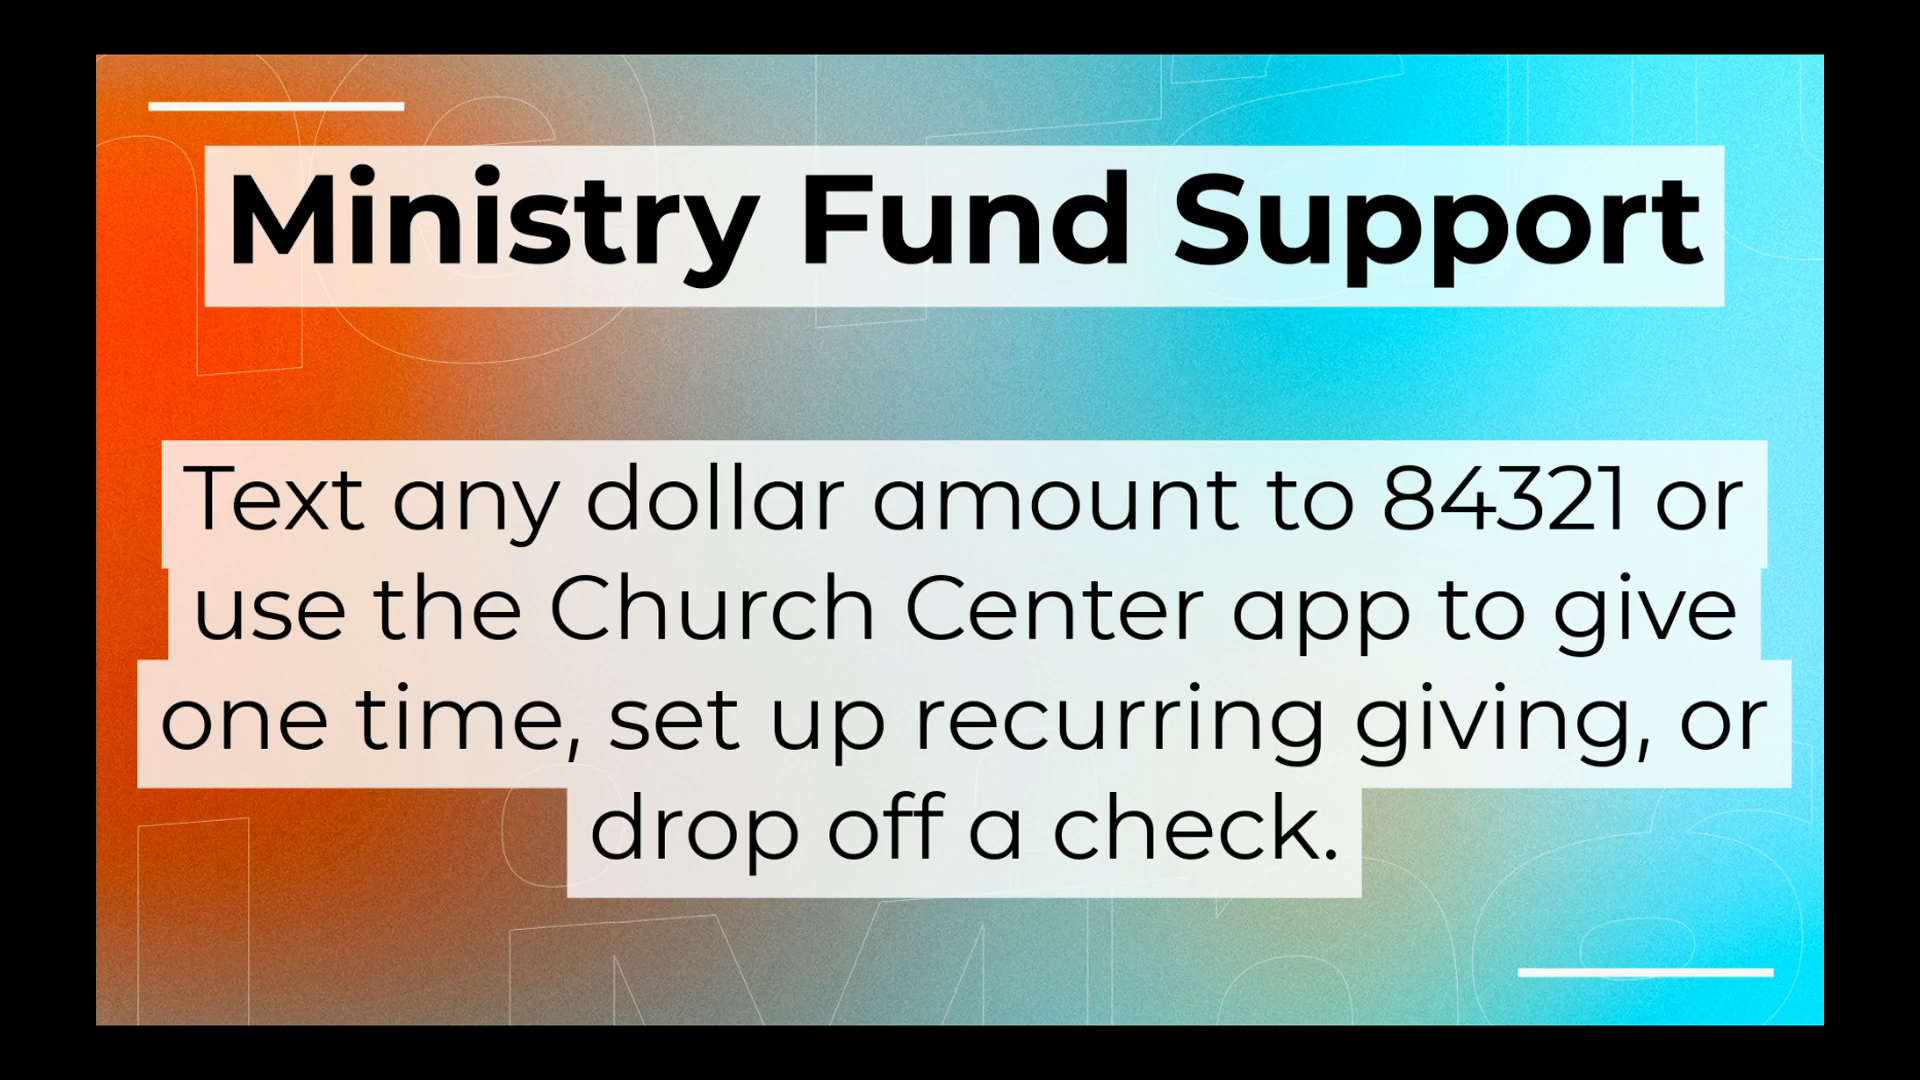 Ministry Fund Support
Text any dollar amount to 84321 or
use the Church Center app to give
one time, set up recurring giving, or
drop off a check.